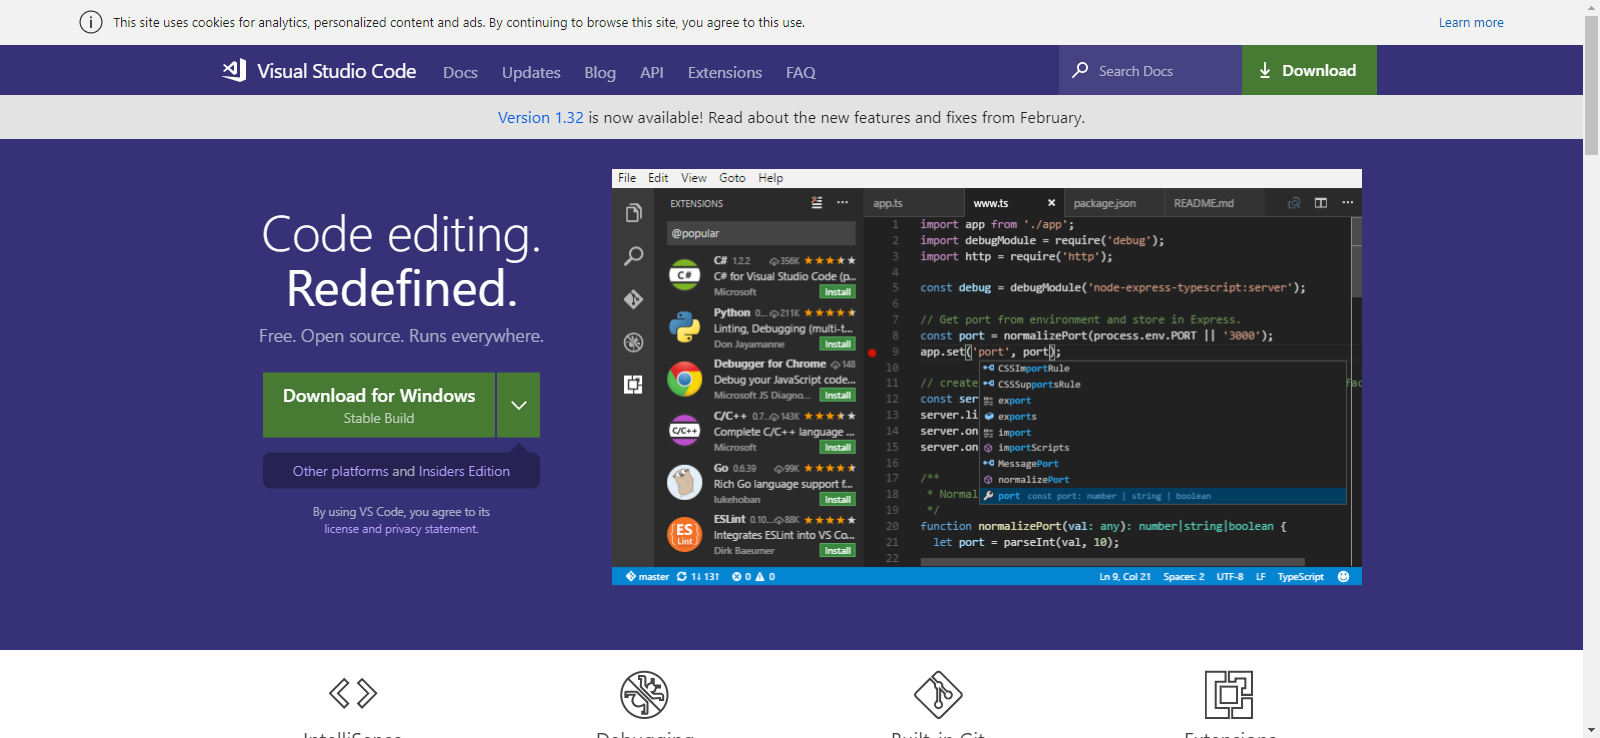 This site uses cookies for analytics, personalized content and ads. By continuing to browse this site, you agree to this use.
Learn more
Visual Studio Code
Docs
Updates
Blog
API
Extensions
FAQ
Search Docs
Download
Version 1.32 is now available! Read about the new features and fixes from February.
Code editing.
Redefined.
Free. Open source. Runs everywhere.
Download for Windows
Stable Build
Other platforms and Insiders Edition
By using VS Code, you agree to its
license and privacy statement.
File Edit View Goto Help
EXTENSIONS
@popular
C# 1.2.2 356K
C# for Visual Studio Code (p...
Microsoft Install
Python 0... 211K
Linting, Debugging (multi-t...
Don Jayamanne Install
Debugger for Chrome 148
Debug your JavaScript code...
Microsoft JS Diagno... Install
C/C++ 0.7... 143K
Complete C/C++ language ...
Microsoft Install
Go 0.6.39 99K
Rich Go language support f...
lukehoban Install
ESLint 0.10... 88K
Integrates ESLint into VS Co...
Dirk Baeumer Install
C#
C/C++
ES
Lint
app.ts
www.ts
package.json
README.md
1 import app from './app';
2 import debugModule = require('debug');
3 import http = require('http');
4
5 const debug = debugModule('node-express-typescript:server');
6
7 // Get port from environment and store in Express.
8 const port = normalizePort(process.env.PORT || '3000');
9 app.set('port', port);
10
11 // create
12 const ser
13 server.li
14 server.on
15 server.on
16
17 /**
18 * Normal
19 */
20 function normalizePort(val: any): number|string|boolean {
21 let port = parseInt(val, 10);
22
CSSImportRule
CSSSupportsRule
export
exports
import
importScripts
MessagePort
normalizePort
port const port: number | string | boolean
master 1↓ 13↑ 0 0
Ln 9, Col 21 Spaces: 2 UTF-8 LF TypeScript
IntelliSense
Debugging
Built-in Git
Extensions